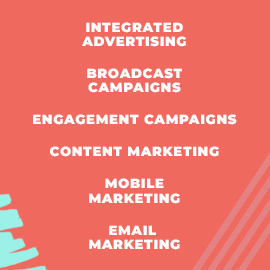 INTEGRATED
ADVERTISING
BROADCAST
CAMPAIGNS
ENGAGEMENT CAMPAIGNS
CONTENT MARKETING
MOBILE
MARKETING
EMAIL
MARKETING